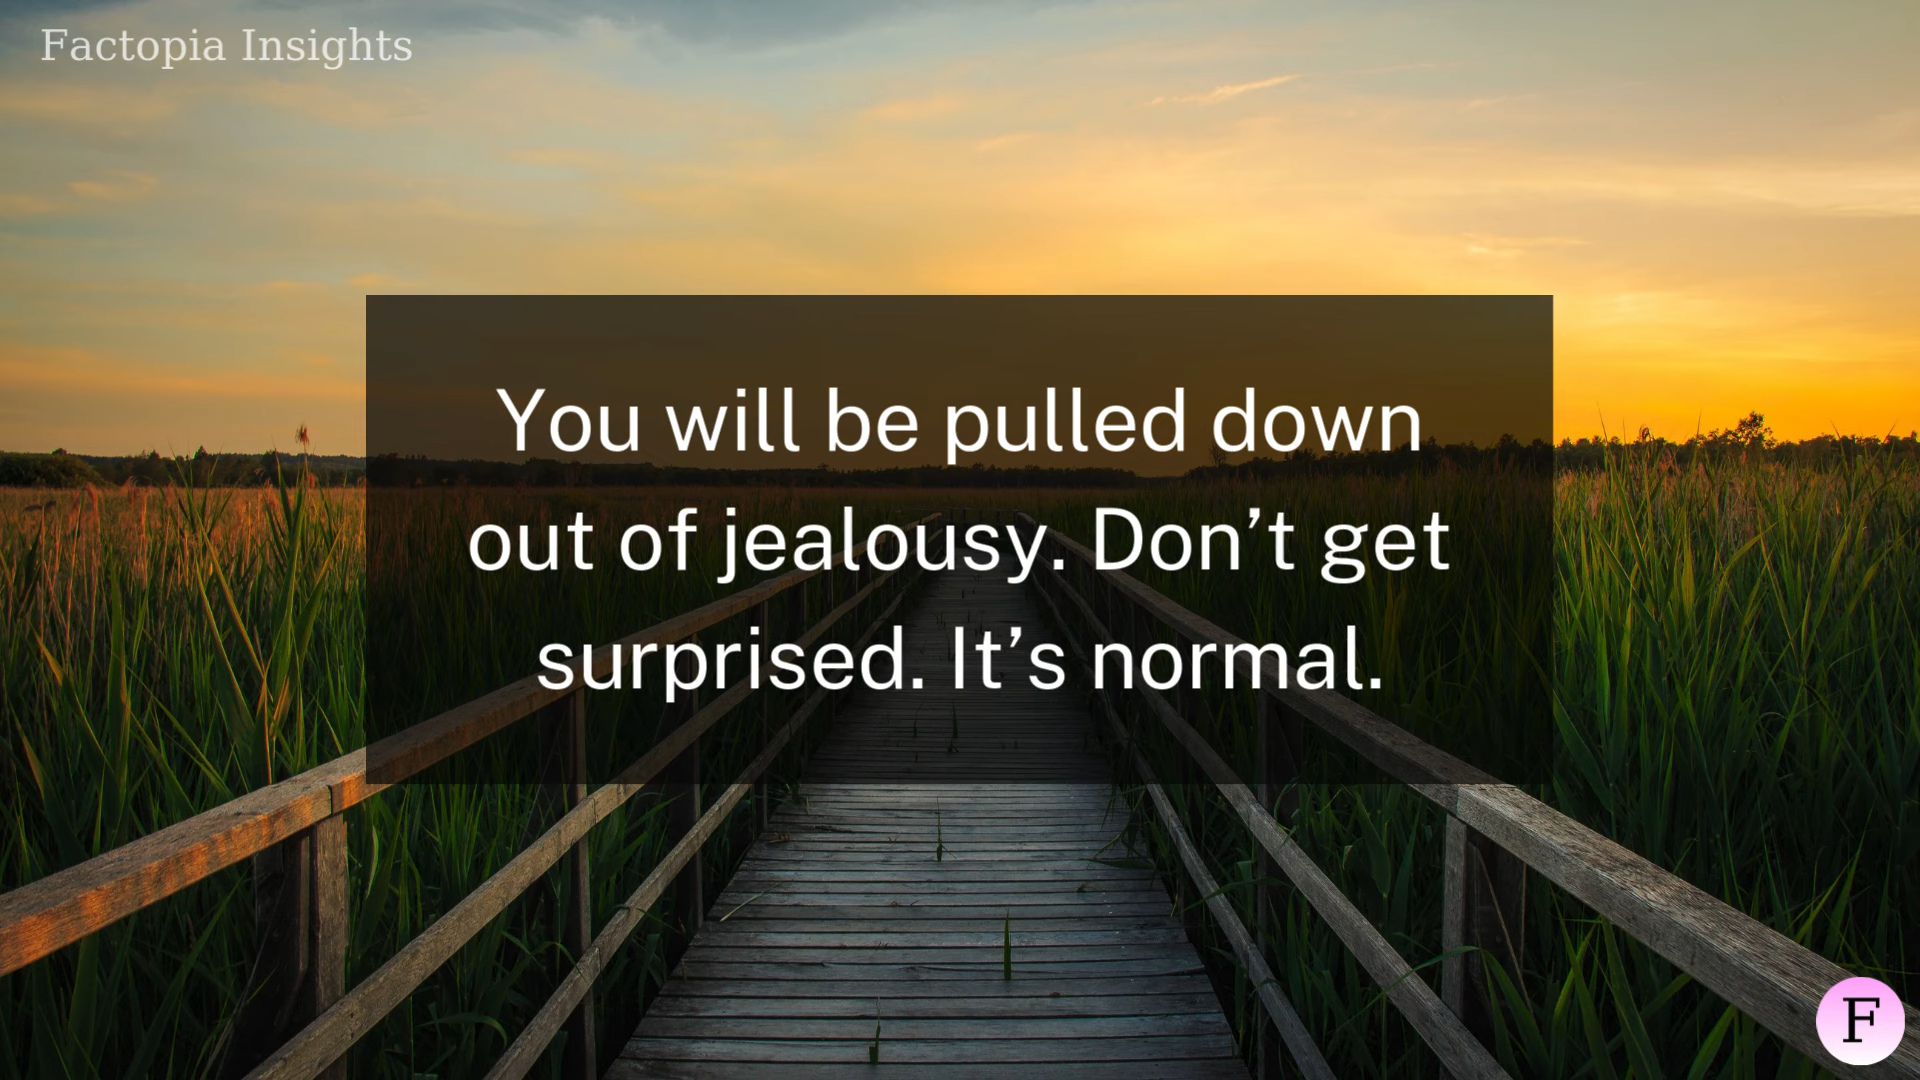 Factopia Insights
You will be pulled down
out of jealousy. Don’t get
surprised. It’s normal.
F